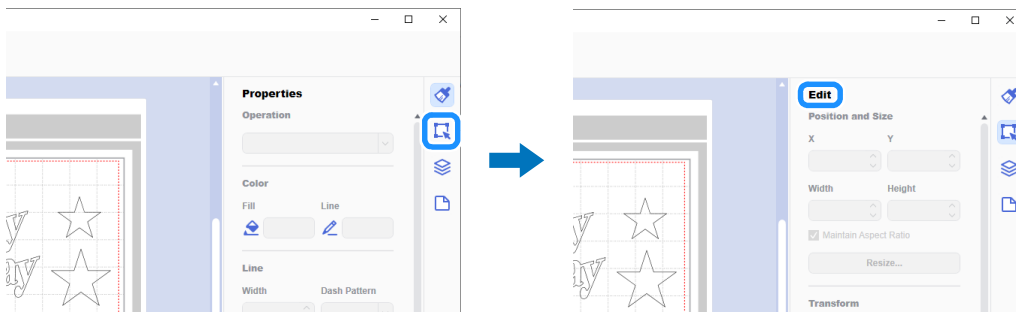 Properties
Operation
Color
Fill Line
Line
Width Dash Pattern
Edit
Position and Size
X Y
Width Height
Maintain Aspect Ratio
Resize...
Transform